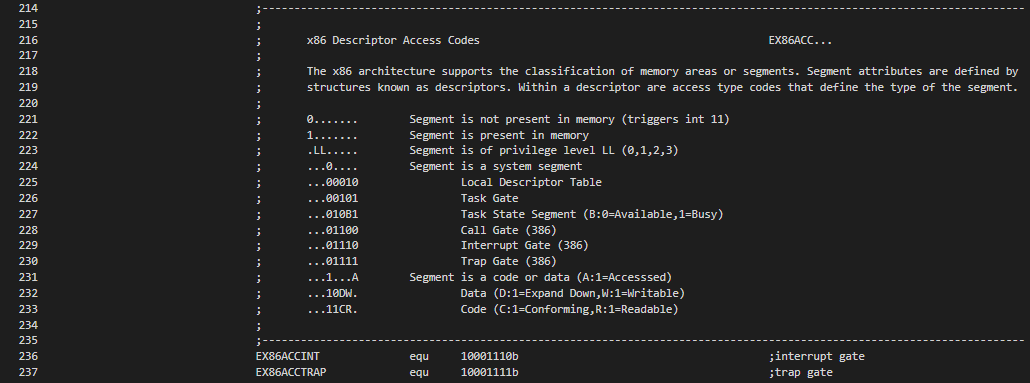 214 ;-----------------------------------------------------------------------------------------------------------------------
215 ;
216 ; x86 Descriptor Access Codes EX86ACC...
217 ;
218 ; The x86 architecture supports the classification of memory areas or segments. Segment attributes are defined by
219 ; structures known as descriptors. Within a descriptor are access type codes that define the type of the segment.
220 ;
221 ; 0....... Segment is not present in memory (triggers int 11)
222 ; 1....... Segment is present in memory
223 ; .LL..... Segment is of privilege level LL (0,1,2,3)
224 ; ...0.... Segment is a system segment
225 ; ...00010 Local Descriptor Table
226 ; ...00101 Task Gate
227 ; ...010B1 Task State Segment (B:0=Available,1=Busy)
228 ; ...01100 Call Gate (386)
229 ; ...01110 Interrupt Gate (386)
230 ; ...01111 Trap Gate (386)
231 ; ...1...A Segment is a code or data (A:1=Accesssed)
232 ; ...10DW. Data (D:1=Expand Down,W:1=Writable)
233 ; ...11CR. Code (C:1=Conforming,R:1=Readable)
234 ;
235 ;-----------------------------------------------------------------------------------------------------------------------
236 EX86ACCINT equ 10001110b ;interrupt gate
237 EX86ACCTRAP equ 10001111b ;trap gate